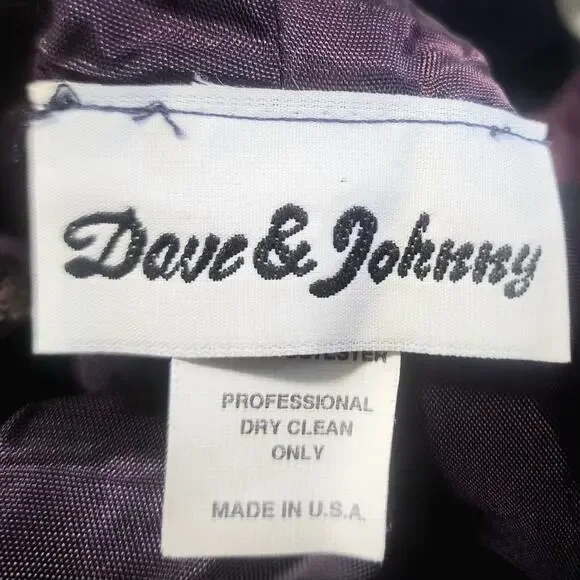 Dave & Johnny
PROFESSIONAL
DRY CLEAN
ONLY
MADE IN U.S.A.